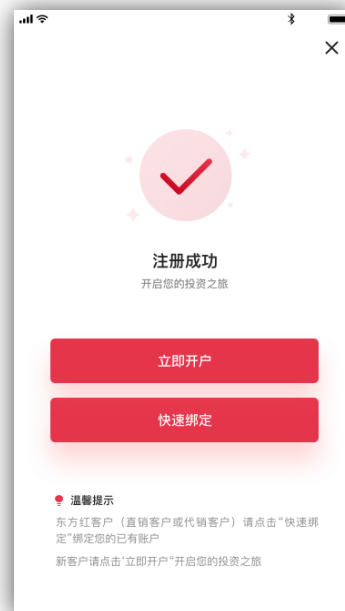 注册成功
开启您的投资之旅
立即开户
快速绑定
温馨提示
东方红客户（直销客户或代销客户）请点击“快速绑
定”绑定您的已有账户
新客户请点击‘立即开户“开启您的投资之旅